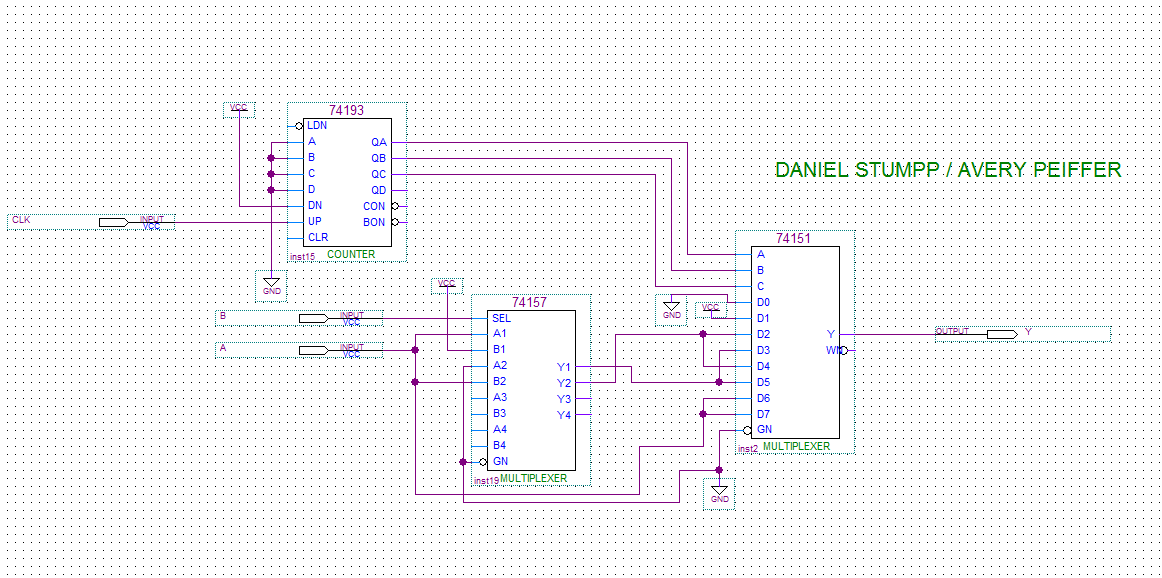 VCC
74193
LDN
A
B
C
D
DN
UP
CLR
QA
QB
QC
QD
CON
BON
inst15
COUNTER
CLK
INPUT
VCC
GND
DANIEL STUMPP / AVERY PEIFFER
B
INPUT
VCC
A
INPUT
VCC
VCC
74157
SEL
A1
B1
A2
B2
A3
B3
A4
B4
GN
Y1
Y2
Y3
Y4
inst19
MULTIPLEXER
GND
VCC
74151
A
B
C
D0
D1
D2
D3
D4
D5
D6
D7
GN
Y
WN
inst2
MULTIPLEXER
GND
OUTPUT
Y